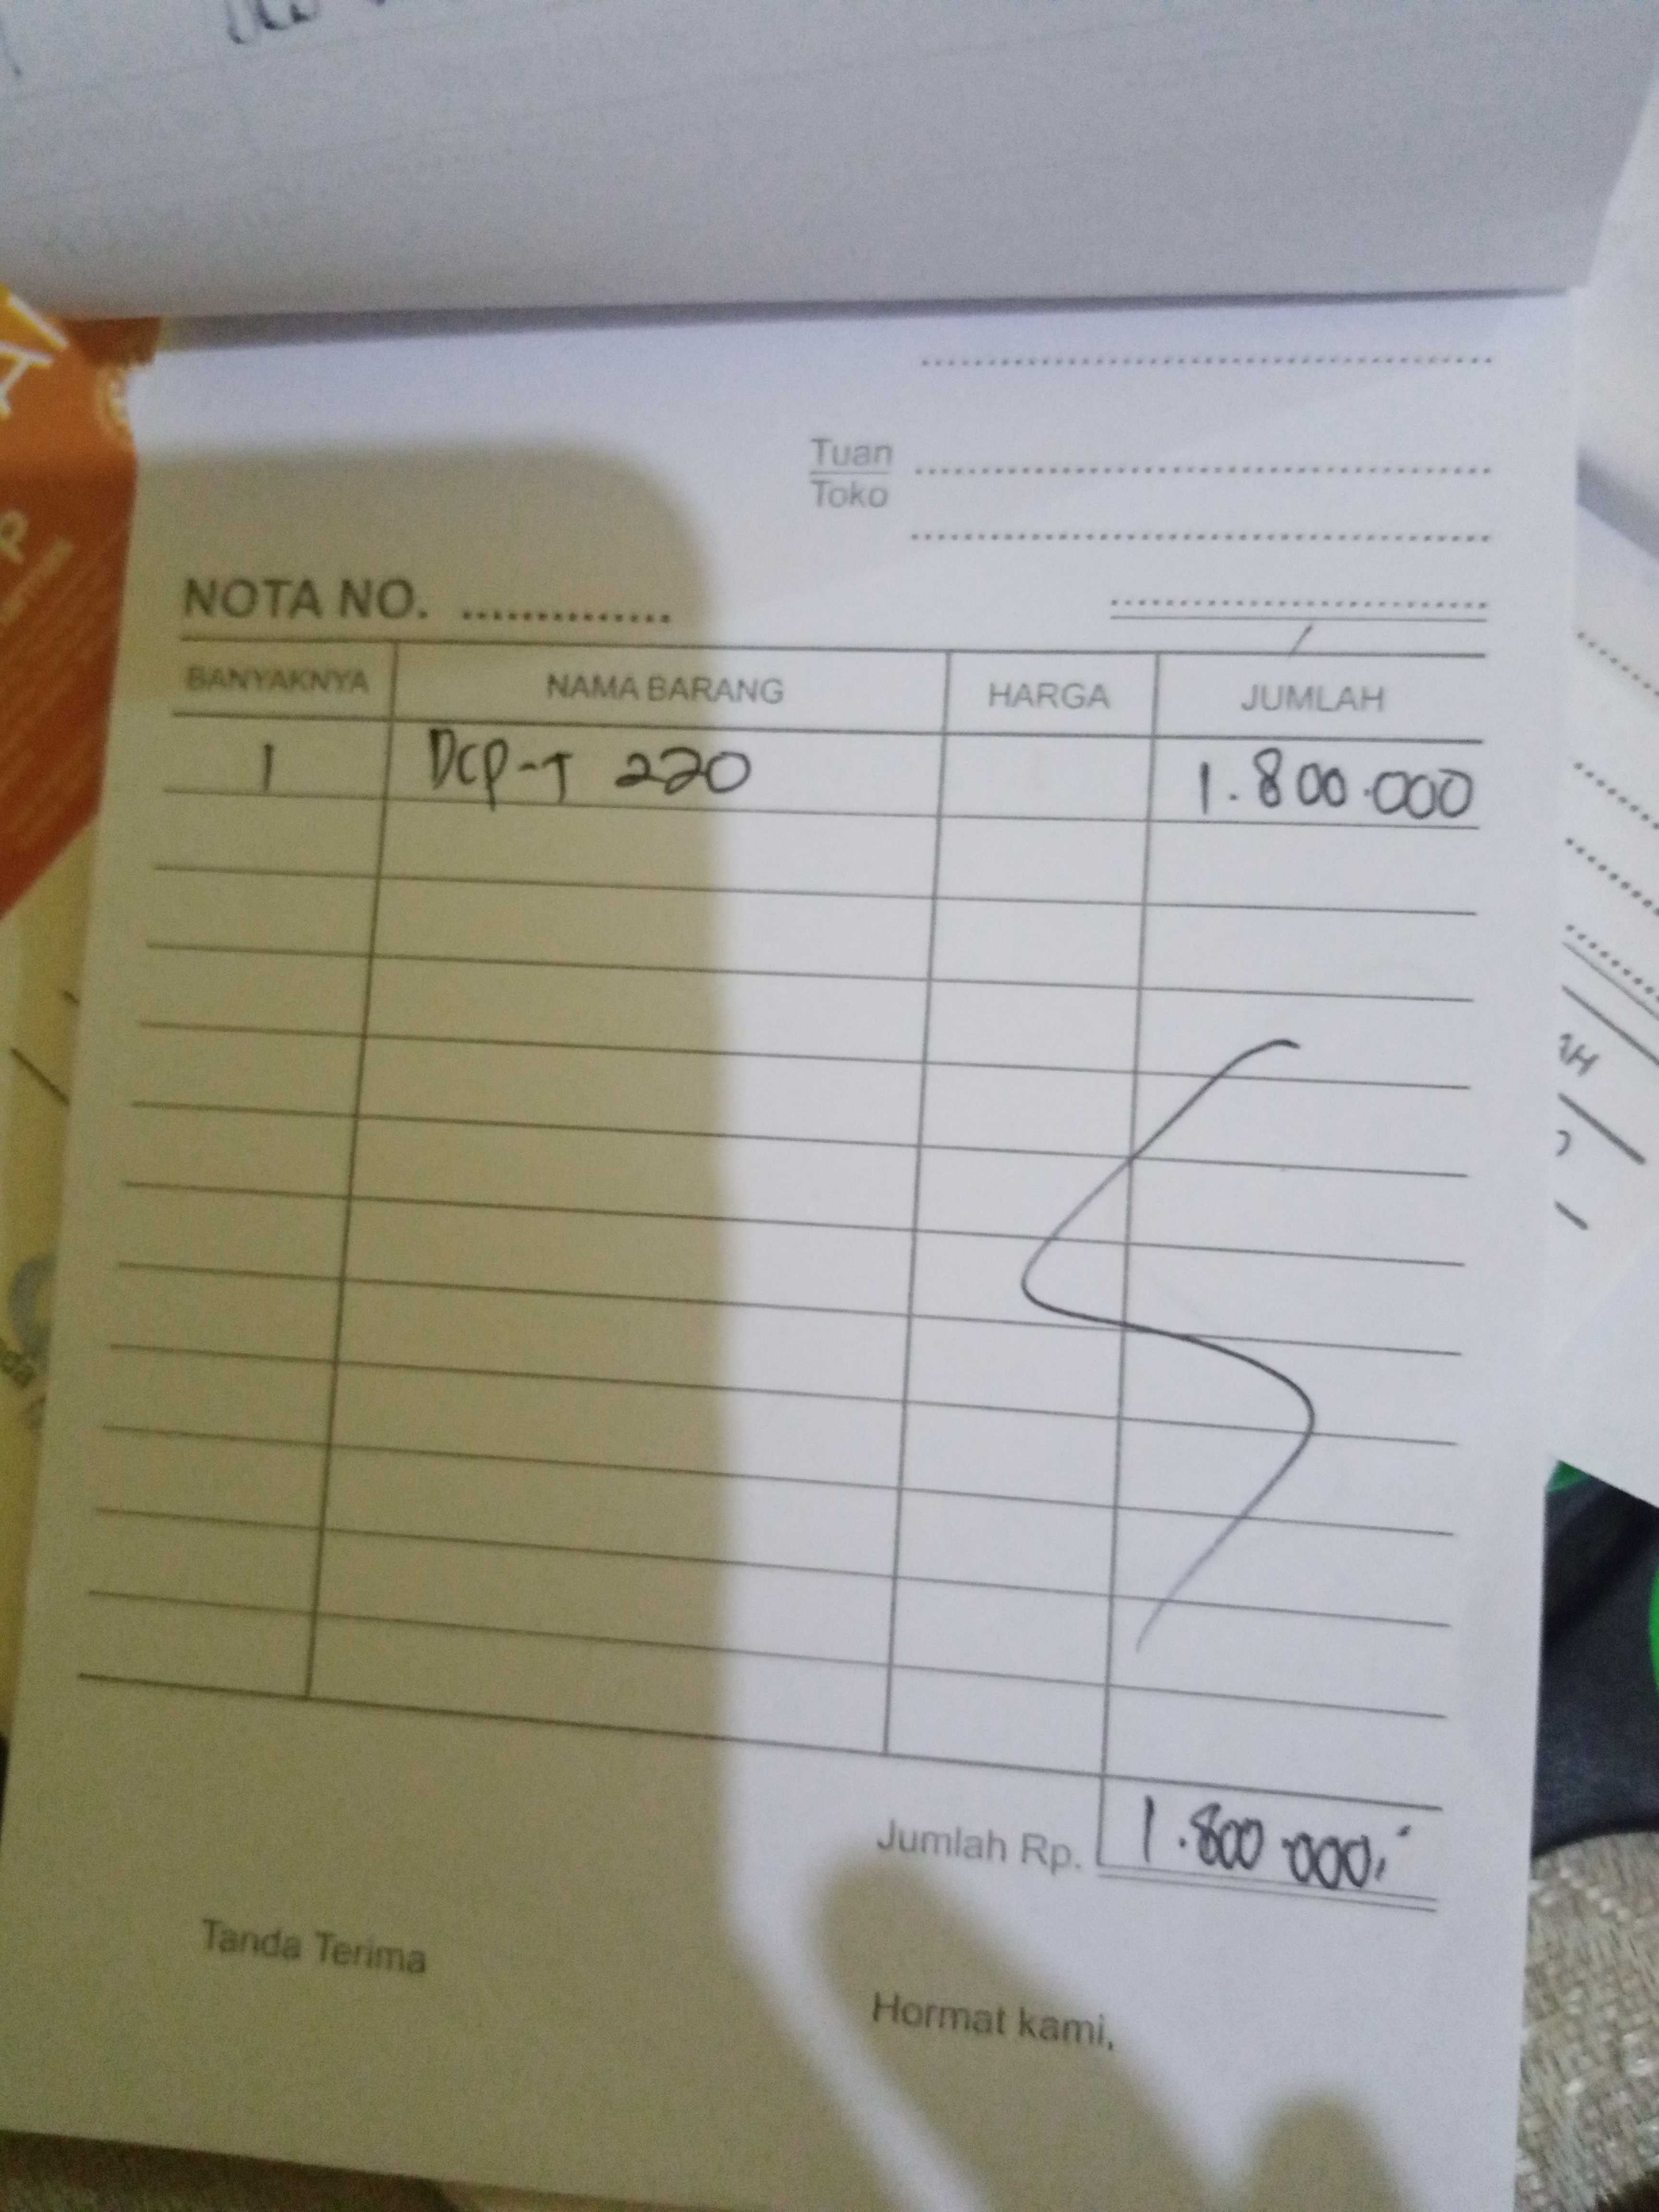 Tuan
Toko
NOTA NO. ..............
BANYAKNYA NAMA BARANG HARGA JUMLAH
1 DCP-T 220 1.800.000
Jumlah Rp. 1.800.000,-
Tanda Terima
Hormat kami,